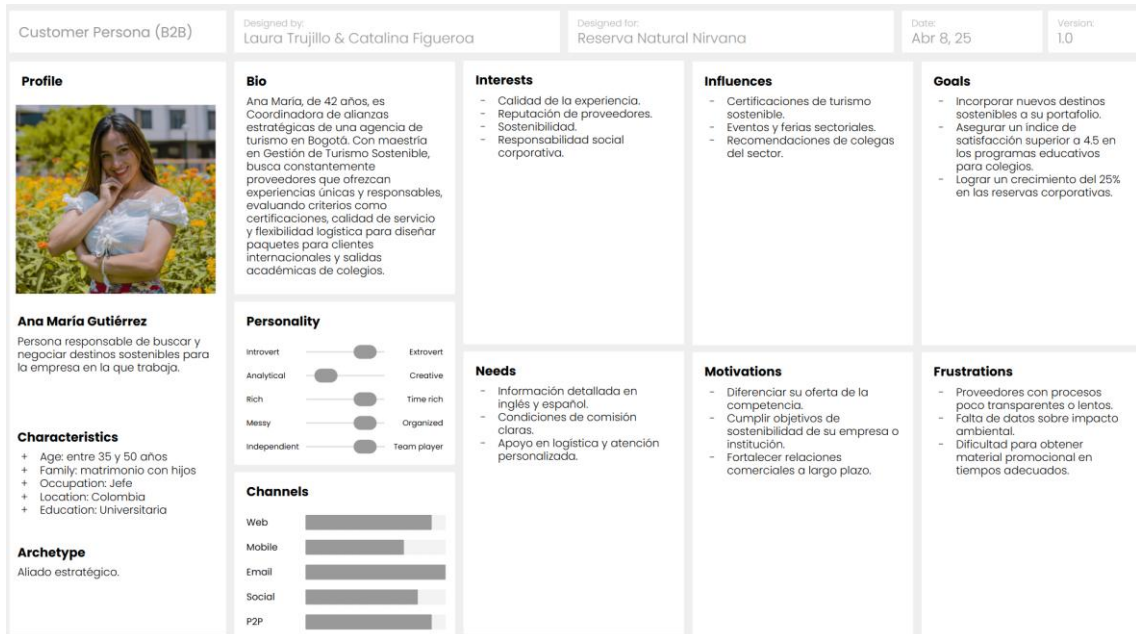 Customer Persona (B2B)
Designed by:
Laura Trujillo & Catalina Figueroa
Designed for:
Reserva Natural Nirvana
Date:
Abr 8, 25
Version:
1.0
Profile
Ana María Gutiérrez
Persona responsable de buscar y
negociar destinos sostenibles para
la empresa en la que trabaja.
Characteristics
+ Age: entre 35 y 50 años
+ Family: matrimonio con hijos
+ Occupation: Jefe
+ Location: Colombia
+ Education: Universitaria
Archetype
Aliado estratégico.
Bio
Ana María, de 42 años, es
Coordinadora de alianzas
estratégicas de una agencia de
turismo en Bogotá. Con maestría
en Gestión de Turismo Sostenible,
busca constantemente
proveedores que ofrezcan
experiencias únicas y responsables,
evaluando criterios como
certificaciones, calidad de servicio
y flexibilidad logística para diseñar
paquetes para clientes
internacionales y salidas
académicas de colegios.
Personality
Introvert Extrovert
Analytical Creative
Rich Time rich
Messy Organized
Independent Team player
Channels
Web
Mobile
Email
Social
P2P
Interests
- Calidad de la experiencia.
- Reputación de proveedores.
- Sostenibilidad.
- Responsabilidad social
corporativa.
Influences
- Certificaciones de turismo
sostenible.
- Eventos y ferias sectoriales.
- Recomendaciones de colegas
del sector.
Goals
- Incorporar nuevos destinos
sostenibles a su portafolio.
- Asegurar un índice de
satisfacción superior a 4.5 en
los programas educativos
para colegios.
- Lograr un crecimiento del 25%
en las reservas corporativas.
Needs
- Información detallada en
inglés y español.
- Condiciones de comisión
claras.
- Apoyo en logística y atención
personalizada.
Motivations
- Diferenciar su oferta de la
competencia.
- Cumplir objetivos de
sostenibilidad de su empresa o
institución.
- Fortalecer relaciones
comerciales a largo plazo.
Frustrations
- Proveedores con procesos
poco transparentes o lentos.
- Falta de datos sobre impacto
ambiental.
- Dificultad para obtener
material promocional en
tiempos adecuados.